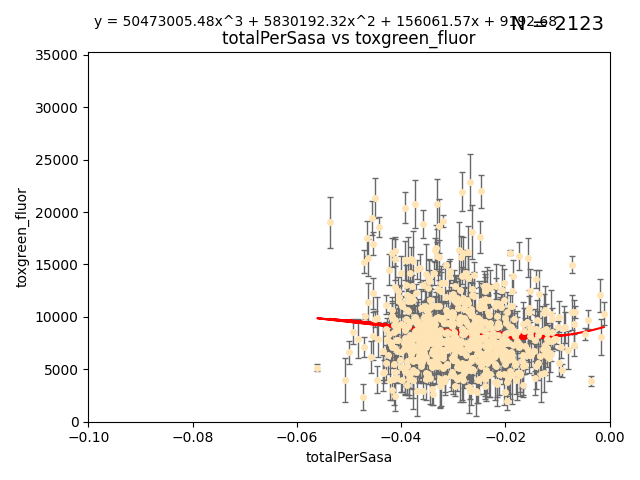 y = 50473005.48x^3 + 5830192.32x^2 + 156061.57x + 9192.68
N = 2123
totalPerSasa vs toxgreen_fluor
35000
30000
25000
20000
15000
10000
5000
0
toxgreen_fluor
−0.10 −0.08 −0.06 −0.04 −0.02 0.00
totalPerSasa